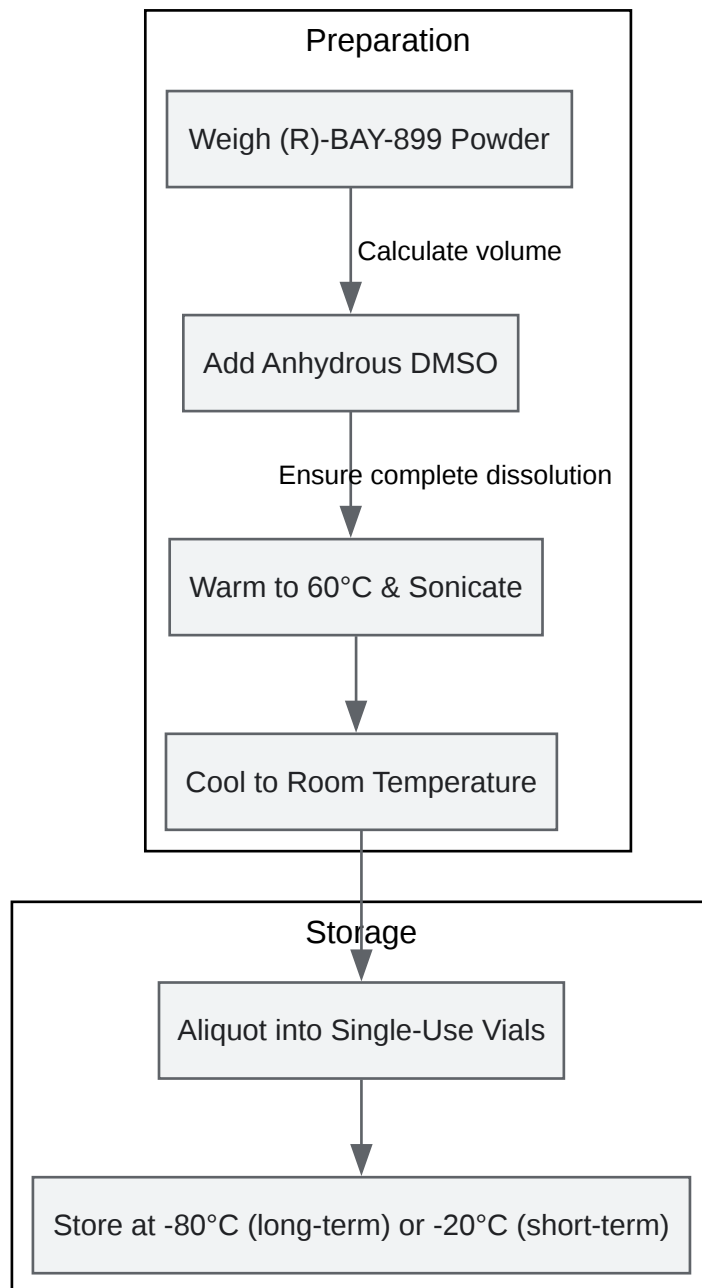 Preparation
Weigh (R)-BAY-899 Powder
Calculate volume
Add Anhydrous DMSO
Ensure complete dissolution
Warm to 60°C & Sonicate
Cool to Room Temperature
Storage
Aliquot into Single-Use Vials
Store at -80°C (long-term) or -20°C (short-term)